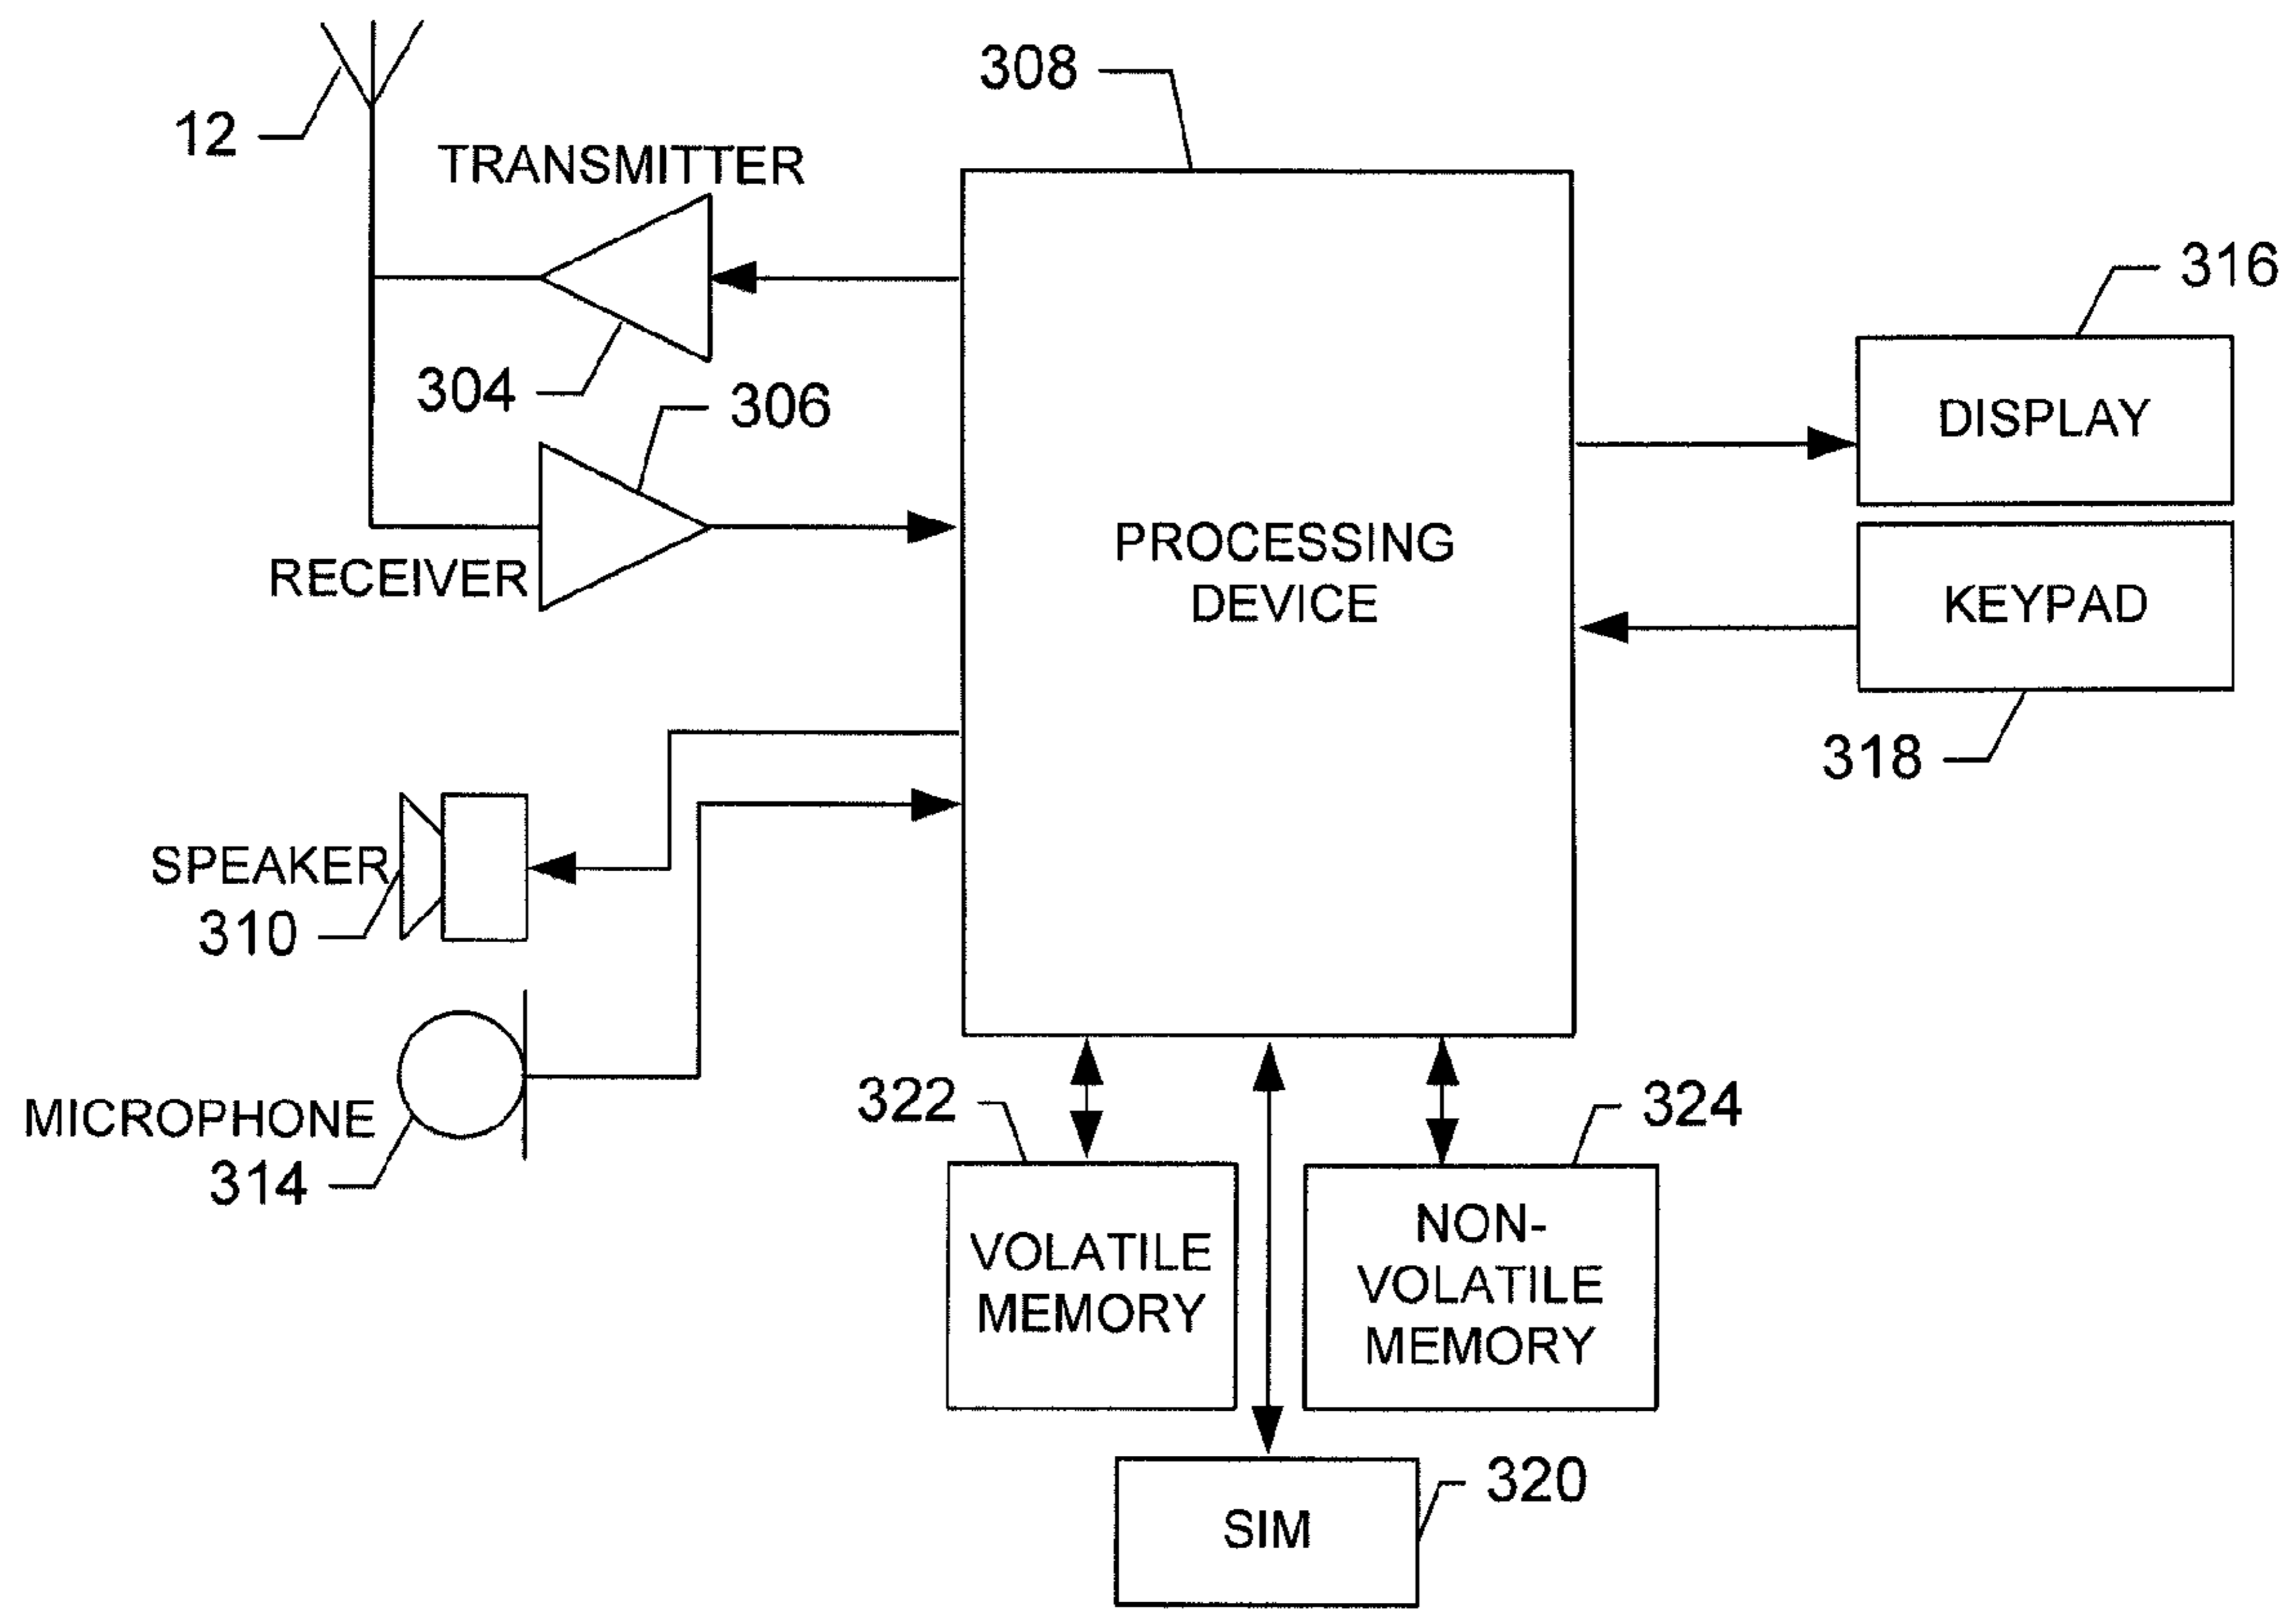 308
12
TRANSMITTER
316
304
306
DISPLAY
PROCESSING
DEVICE
RECEIVER
KEYPAD
318
SPEAKER
310
322
324
MICROPHONE
314
VOLATILE
MEMORY
NON-
VOLATILE
MEMORY
320
SIM